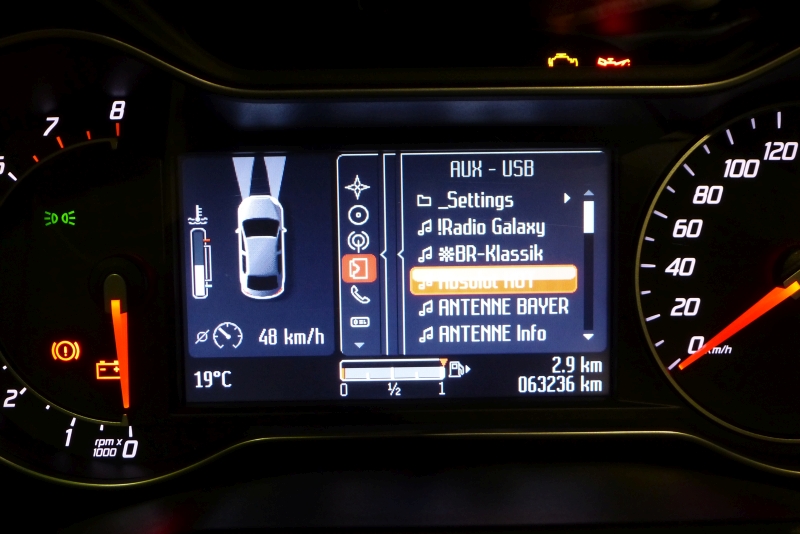 8
7
6
2
1
rpm x
1000
0
48 km/h
19°C
AUX - USB
_Settings
!Radio Galaxy
※BR-Klassik
Absolut HOT
ANTENNE BAYER
ANTENNE Info
0
½
1
2.9 km
063236 km
120
100
80
60
40
20
0
km/h